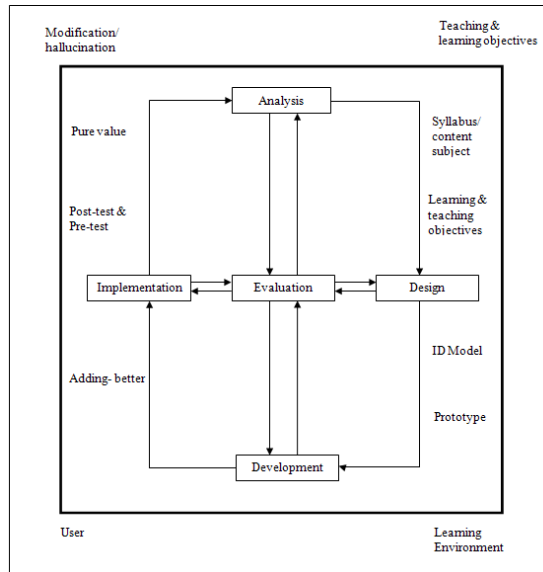 Modification/
hallucination
Teaching &
learning objectives
Analysis
Pure value
Syllabus/
content
subject
Post-test &
Pre-test
Learning &
teaching
objectives
Implementation
Evaluation
Design
ID Model
Adding- better
Prototype
Development
User
Learning
Environment